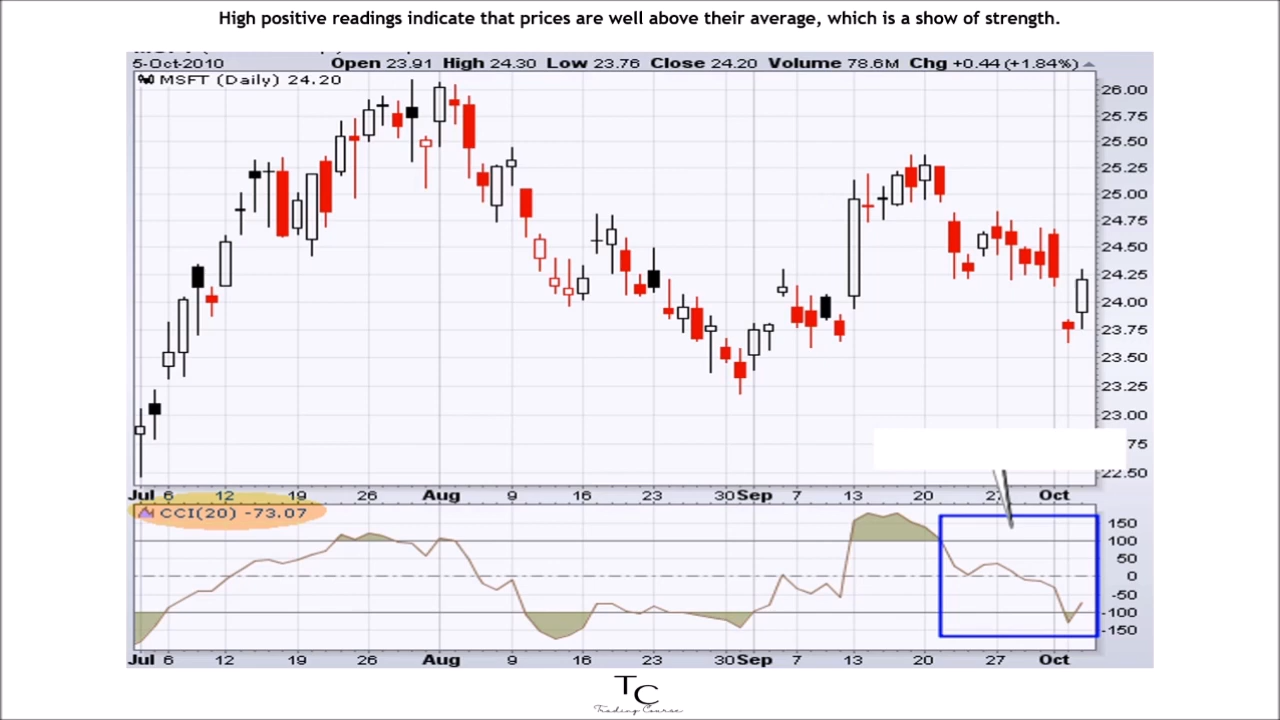 High positive readings indicate that prices are well above their average, which is a show of strength.
5-Oct-2010 Open 23.91 High 24.30 Low 23.76 Close 24.20 Volume 78.6M Chg +0.44 (+1.84%)
MSFT (Daily) 24.20
26.00
25.75
25.50
25.25
25.00
24.75
24.50
24.25
24.00
23.75
23.50
23.25
23.00
75
22.50
Jul 6 12 19 26 Aug 9 16 23 30 Sep 7 13 20 27 Oct
CCI(20) -73.07
150
100
50
0
-50
-100
-150
Jul 6 12 19 26 Aug 9 16 23 30 Sep 7 13 20 27 Oct
TC
Trading Course